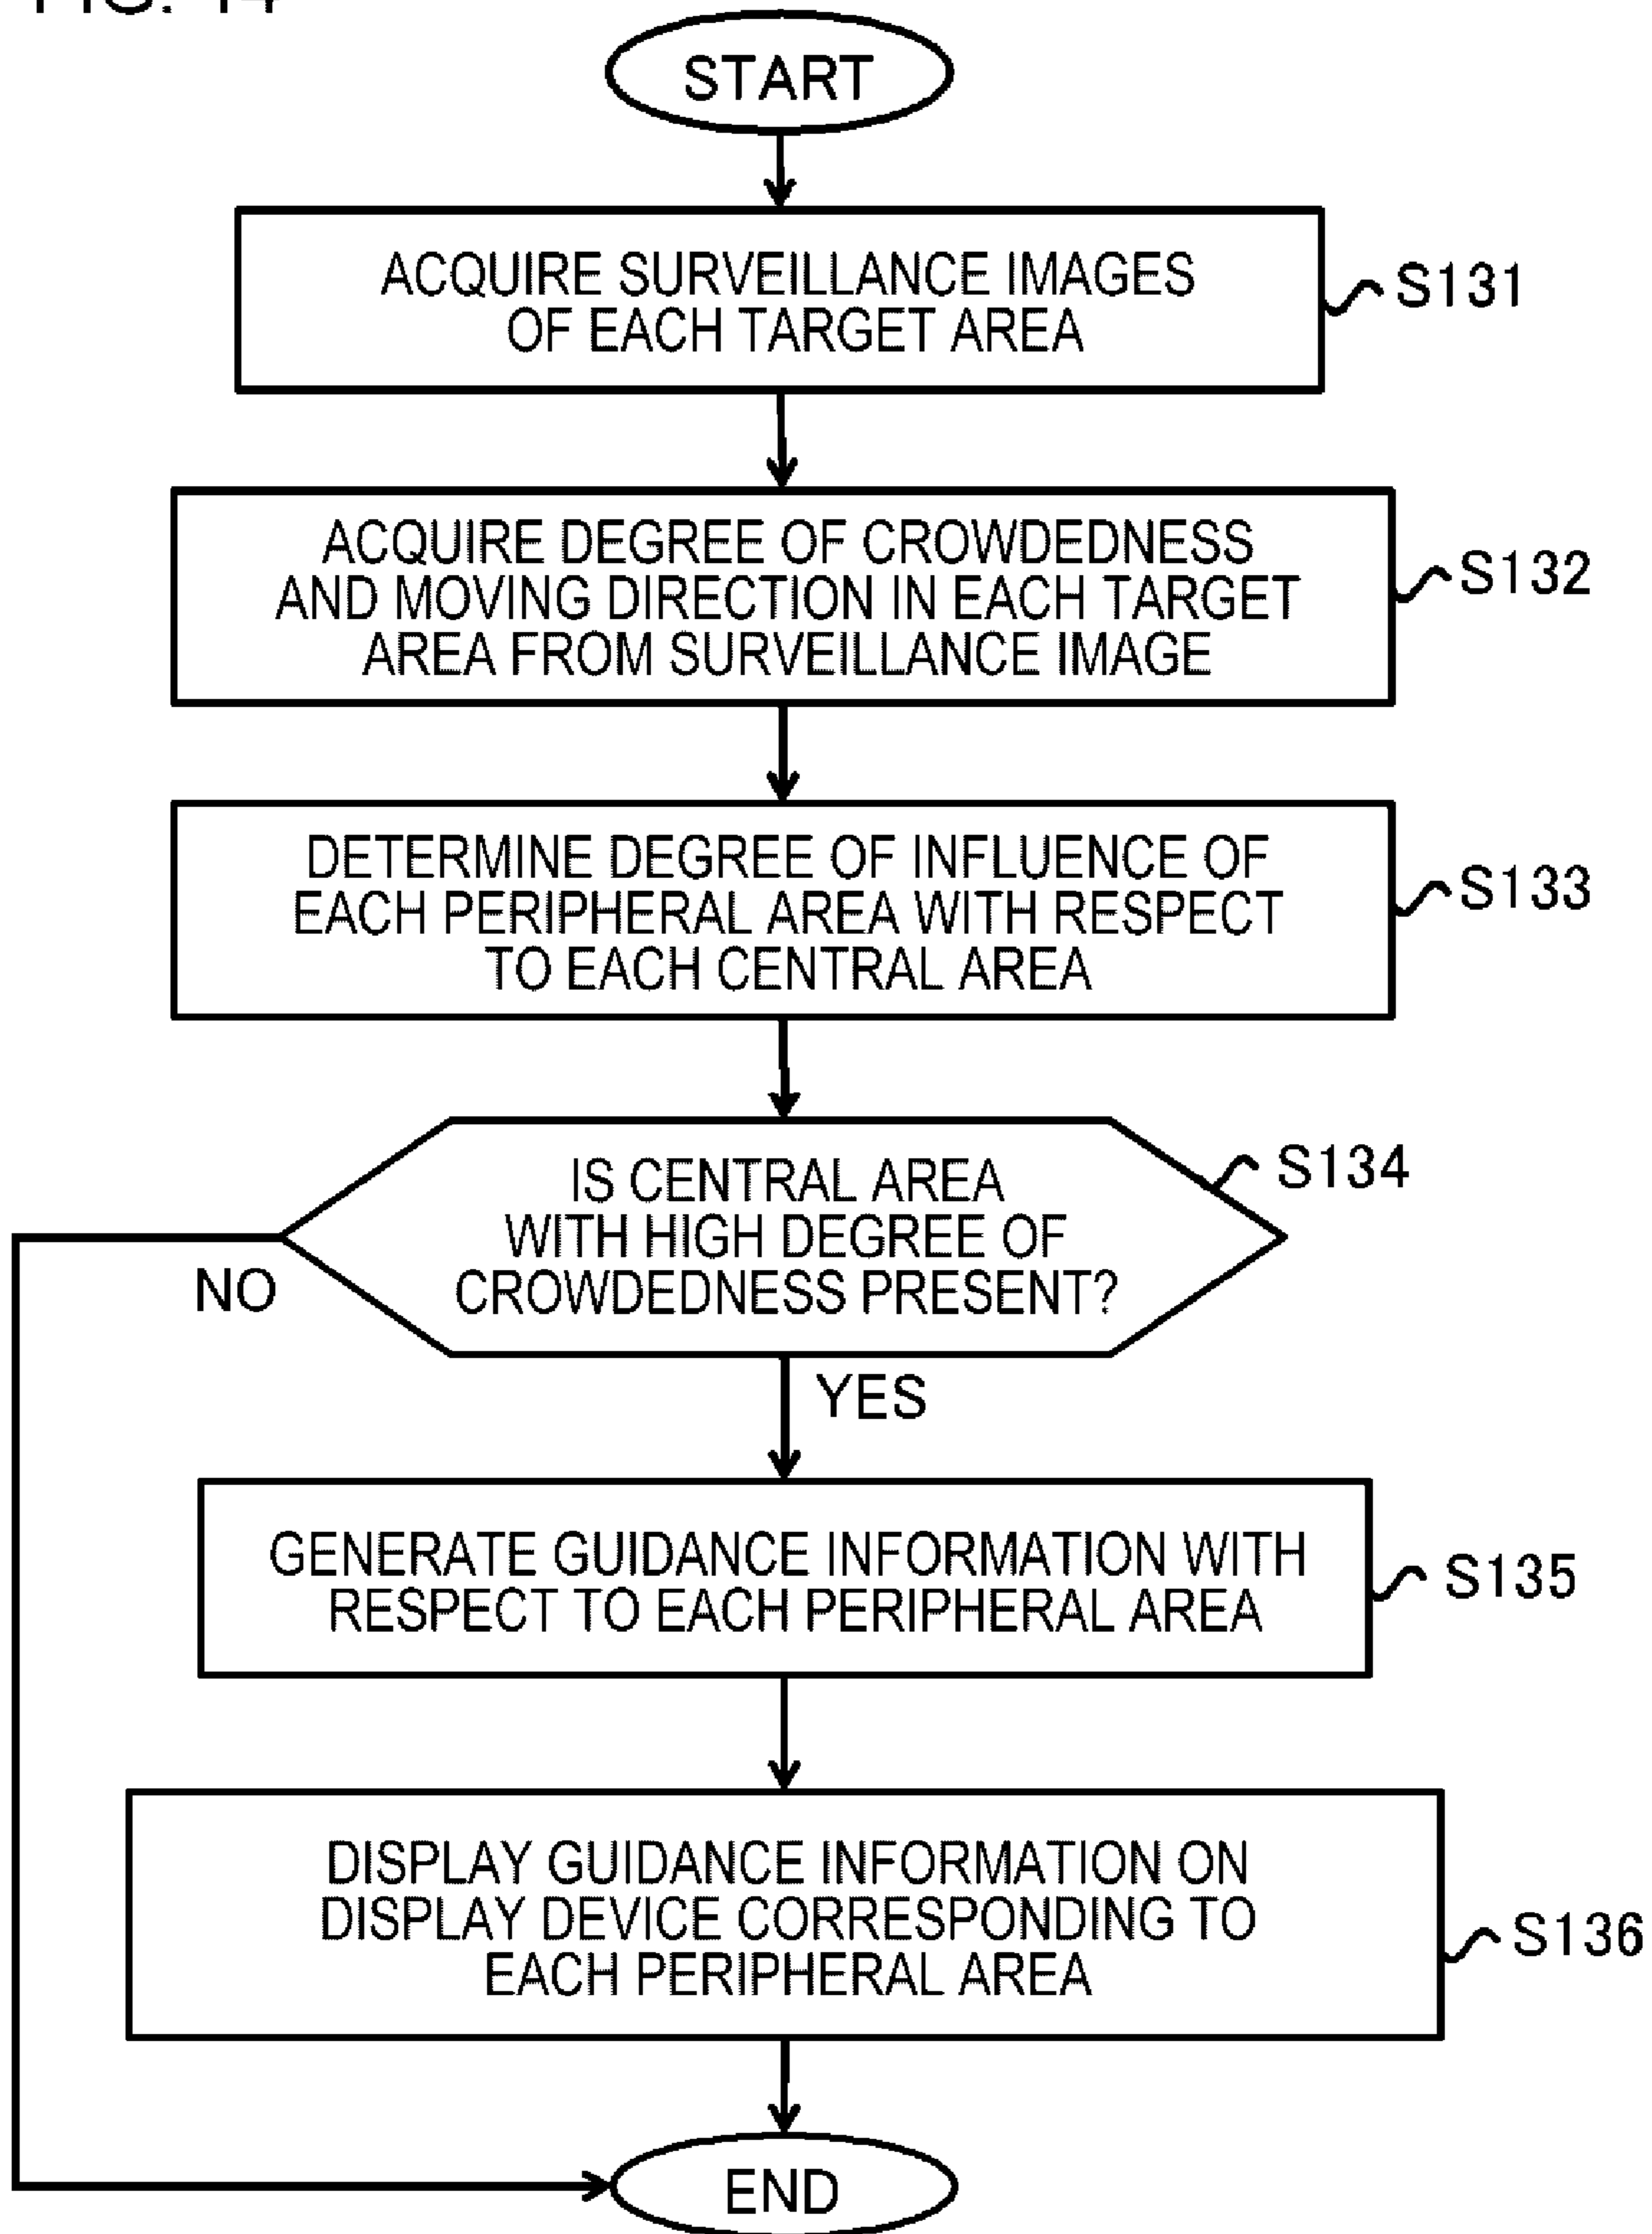 FIG. 14
START
ACQUIRE SURVEILLANCE IMAGES
OF EACH TARGET AREA
S131
ACQUIRE DEGREE OF CROWDEDNESS
AND MOVING DIRECTION IN EACH TARGET
AREA FROM SURVEILLANCE IMAGE
S132
DETERMINE DEGREE OF INFLUENCE OF
EACH PERIPHERAL AREA WITH RESPECT
TO EACH CENTRAL AREA
S133
IS CENTRAL AREA
WITH HIGH DEGREE OF
CROWDEDNESS PRESENT?
S134
NO
YES
GENERATE GUIDANCE INFORMATION WITH
RESPECT TO EACH PERIPHERAL AREA
S135
DISPLAY GUIDANCE INFORMATION ON
DISPLAY DEVICE CORRESPONDING TO
EACH PERIPHERAL AREA
S136
END